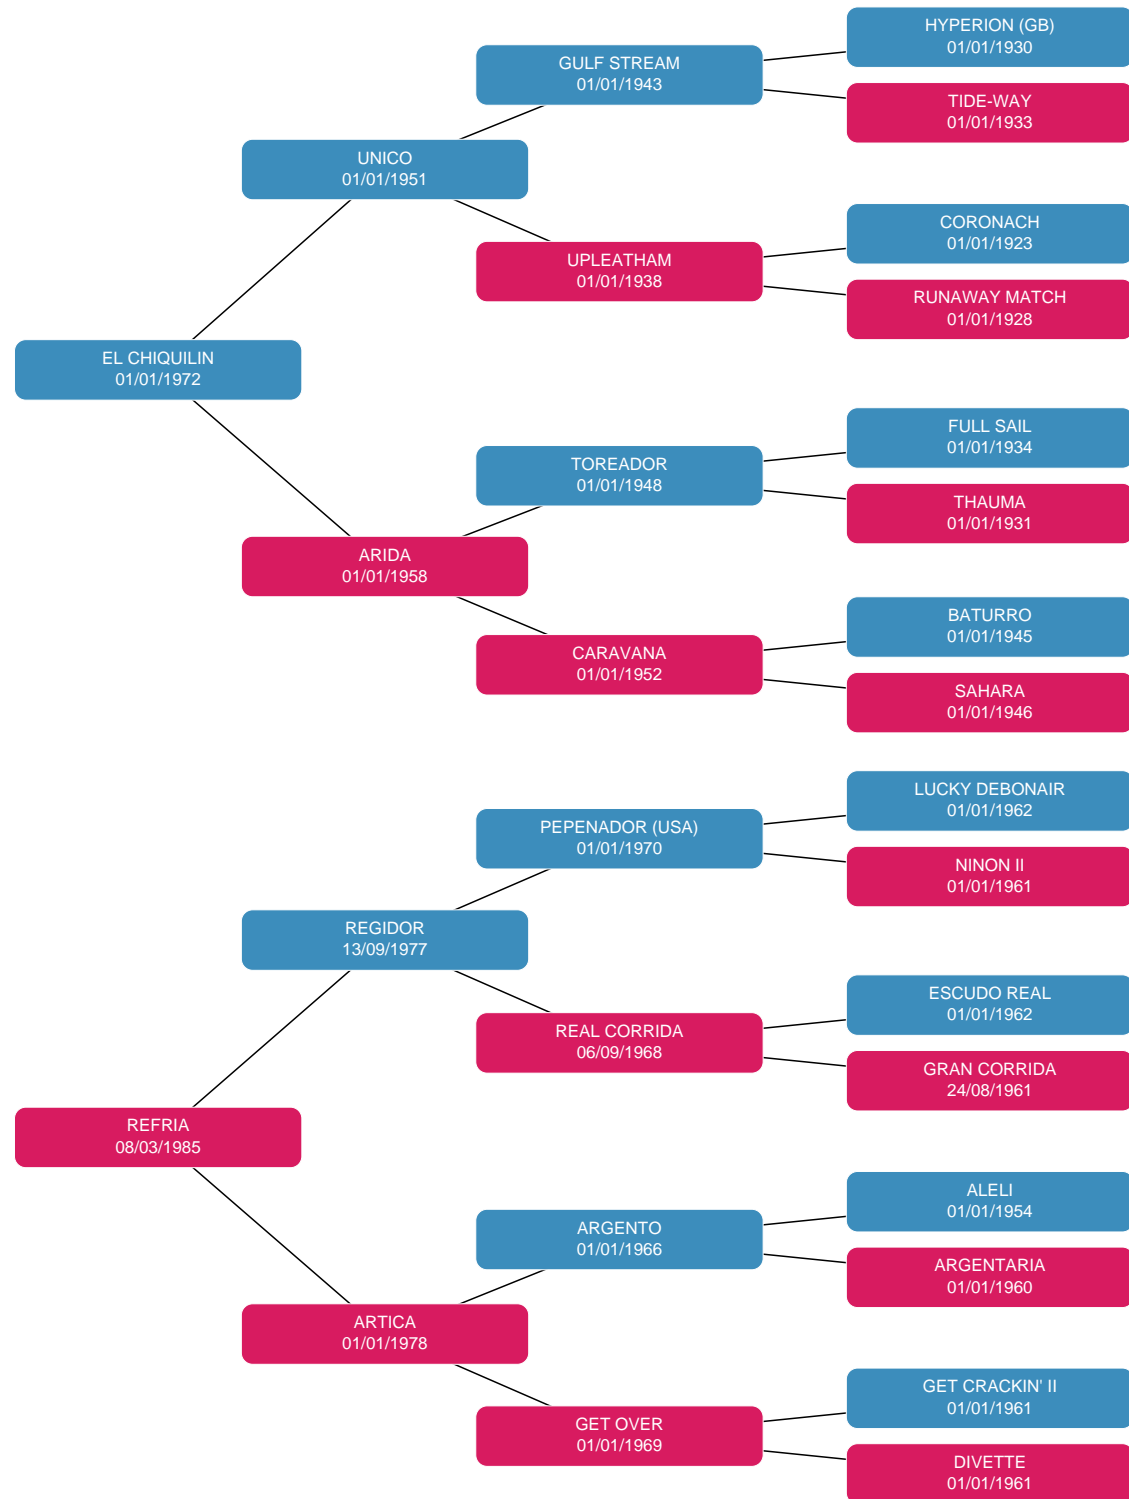 HYPERION (GB)
01/01/1930
GULF STREAM
01/01/1943
TIDE-WAY
01/01/1933
UNICO
01/01/1951
CORONACH
01/01/1923
UPLEATHAM
01/01/1938
RUNAWAY MATCH
01/01/1928
EL CHIQUILIN
01/01/1972
FULL SAIL
01/01/1934
TOREADOR
01/01/1948
THAUMA
01/01/1931
ARIDA
01/01/1958
BATURRO
01/01/1945
CARAVANA
01/01/1952
SAHARA
01/01/1946
LUCKY DEBONAIR
01/01/1962
PEPENADOR (USA)
01/01/1970
NINON II
01/01/1961
REGIDOR
13/09/1977
ESCUDO REAL
01/01/1962
REAL CORRIDA
06/09/1968
GRAN CORRIDA
24/08/1961
REFRIA
08/03/1985
ALELI
01/01/1954
ARGENTO
01/01/1966
ARGENTARIA
01/01/1960
ARTICA
01/01/1978
GET CRACKIN' II
01/01/1961
GET OVER
01/01/1969
DIVETTE
01/01/1961